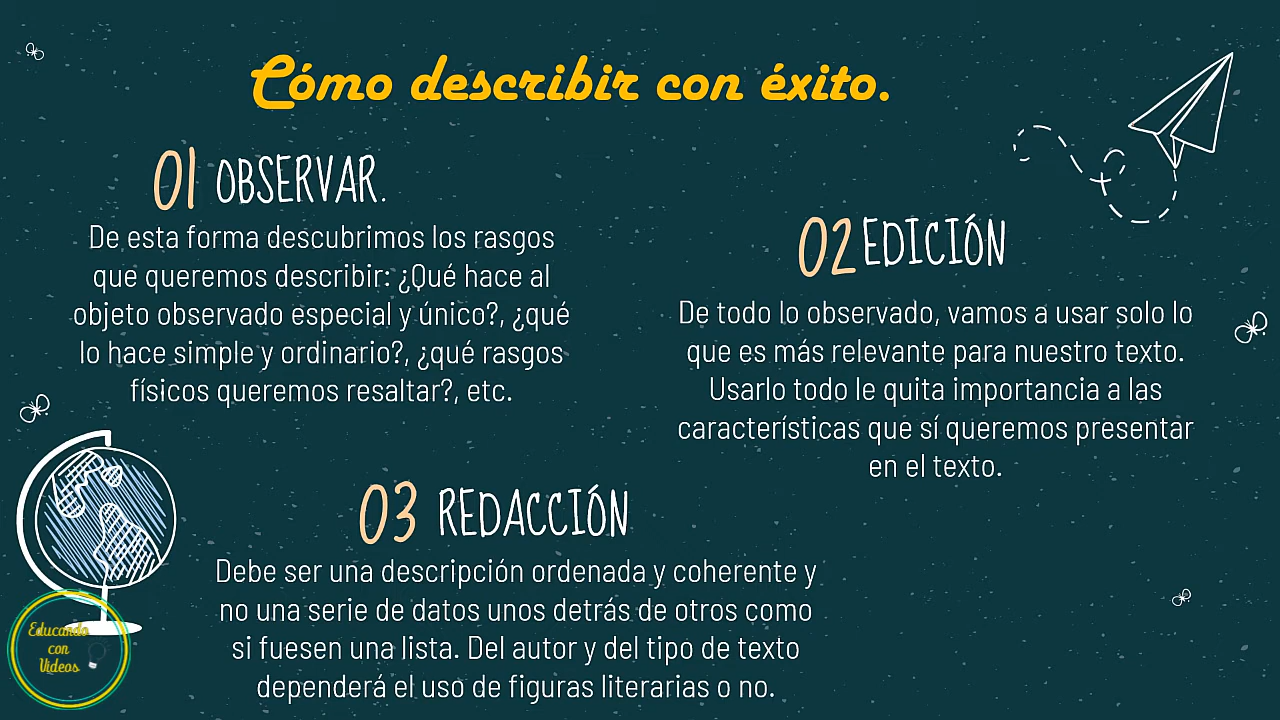 Cómo describir con éxito.
01 OBSERVAR.
De esta forma descubrimos los rasgos
que queremos describir: ¿Qué hace al
objeto observado especial y único?, ¿qué
lo hace simple y ordinario?, ¿qué rasgos
físicos queremos resaltar?, etc.
02 EDICIÓN
De todo lo observado, vamos a usar solo lo
que es más relevante para nuestro texto.
Usarlo todo le quita importancia a las
características que sí queremos presentar
en el texto.
03 REDACCIÓN
Debe ser una descripción ordenada y coherente y
no una serie de datos unos detrás de otros como
si fuesen una lista. Del autor y del tipo de texto
dependerá el uso de figuras literarias o no.
Educando
con
Videos